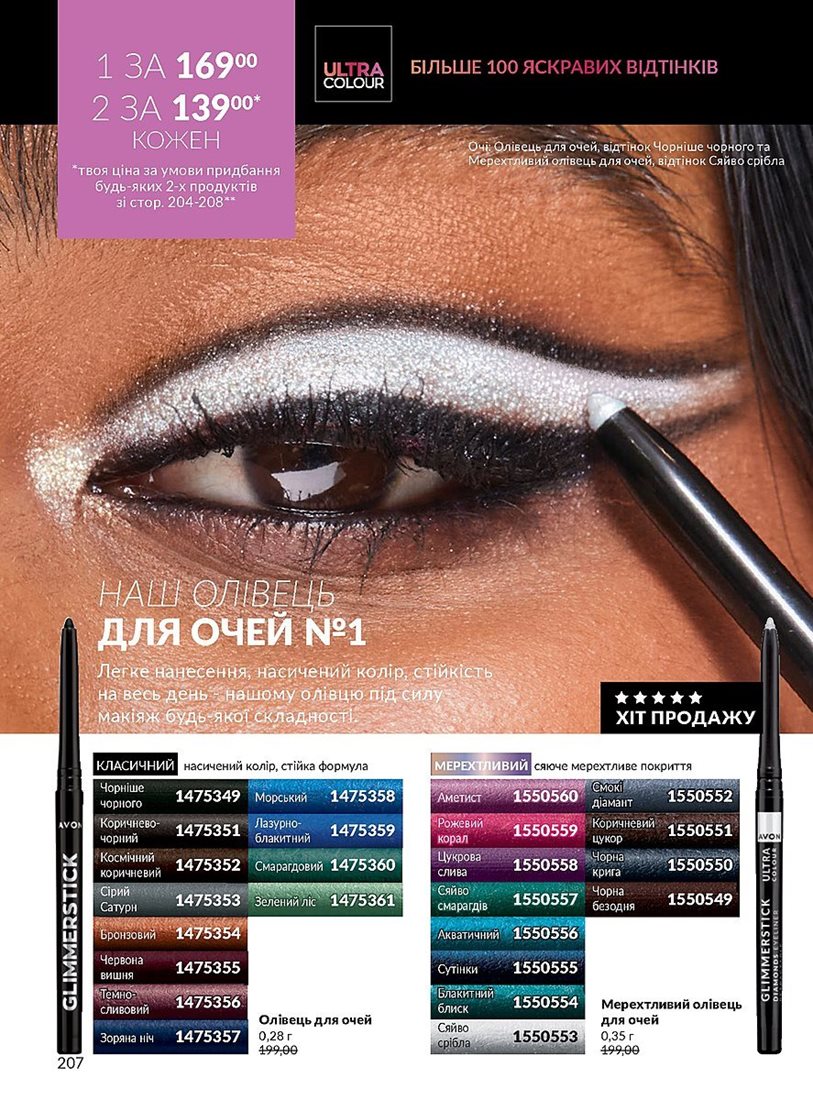 1 ЗА 169⁰⁰
2 ЗА 139⁰⁰*
КОЖЕН
*твоя ціна за умови придбання
будь-яких 2-х продуктів
зі стор. 204-208**
ULTRA
COLOUR
БІЛЬШЕ 100 ЯСКРАВИХ ВІДТІНКІВ
Очі: Олівець для очей, відтінок Чорніше чорного та
Мерехтливий олівець для очей, відтінок Сяйво срібла
НАШ ОЛІВЕЦЬ
ДЛЯ ОЧЕЙ №1
Легке нанесення, насичений колір, стійкість
на весь день - нашому олівцю під силу
макіяж будь-якої складності.
ХІТ ПРОДАЖУ
КЛАСИЧНИЙ насичений колір, стійка формула
Чорніше
чорного 1475349
Коричнево-
чорний 1475351
Космічний
коричневий 1475352
Сірий
Сатурн 1475353
Бронзовий 1475354
Червона
вишня 1475355
Темно-
сливовий 1475356
Зоряна ніч 1475357
Морський 1475358
Лазурно-
блакитний 1475359
Смарагдовий 1475360
Зелений ліс 1475361
Олівець для очей
0,28 г
199,00
AVON
GLIMMERSTICK
МЕРЕХТЛИВИЙ сяюче мерехтливе покриття
Аметист 1550560
Рожевий
корал 1550559
Цукрова
слива 1550558
Сяйво
смарагдів 1550557
Акватичний 1550556
Сутінки 1550555
Блакитний
блиск 1550554
Сяйво
срібла 1550553
Смокі
діамант 1550552
Коричневий
цукор 1550551
Чорна
крига 1550550
Чорна
безодня 1550549
Мерехтливий олівець
для очей
0,35 г
199,00
AVON
ULTRA
COLOUR
GLIMMERSTICK
DIAMONDS EYELINER
207